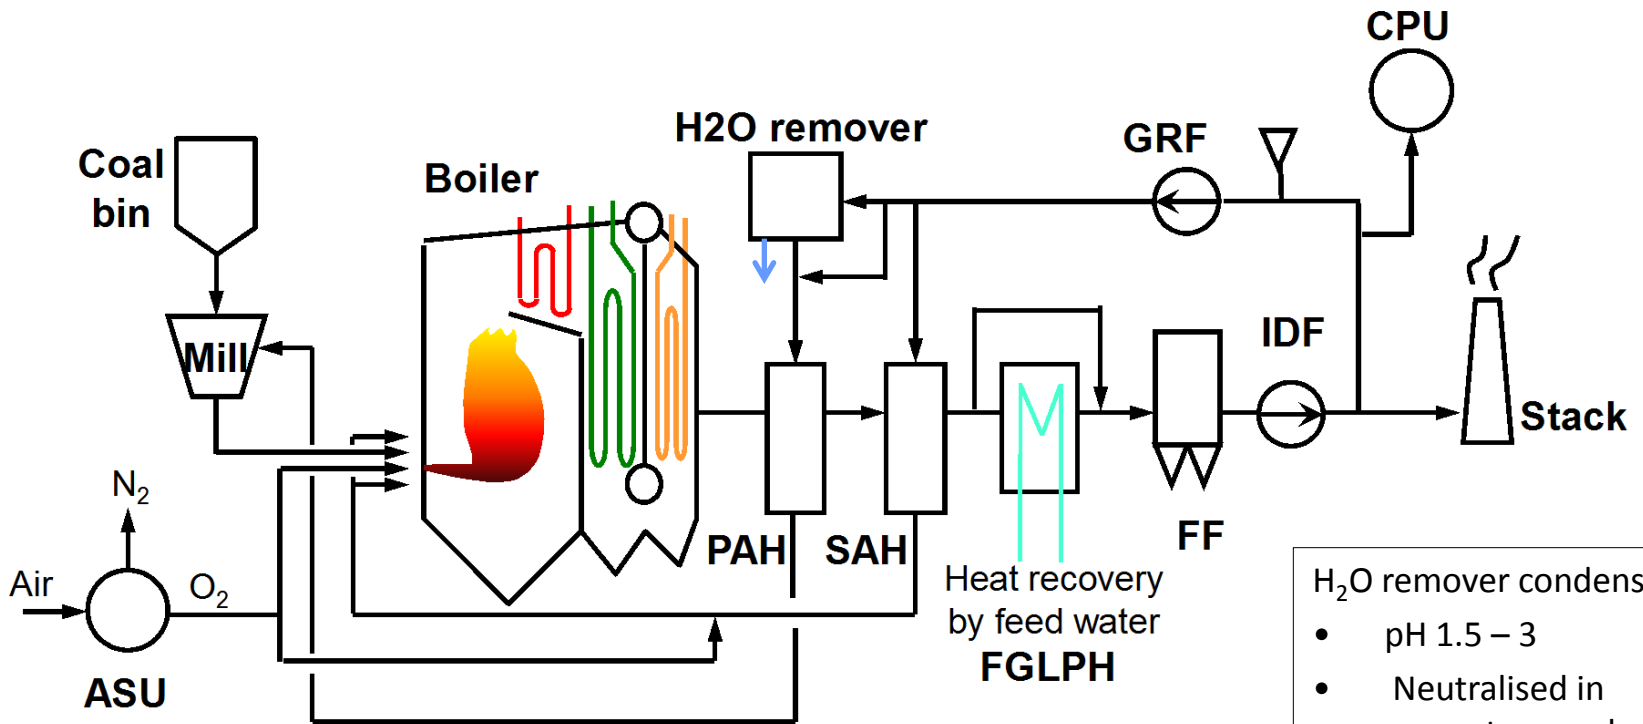 CPU
H2O remover
GRF
Coal
bin
Boiler
Mill
IDF
Stack
N₂
PAH
SAH
FF
Air
O₂
Heat recovery
by feed water
FGLPH
ASU
H₂O remover condens
• pH 1.5 – 3
• Neutralised in